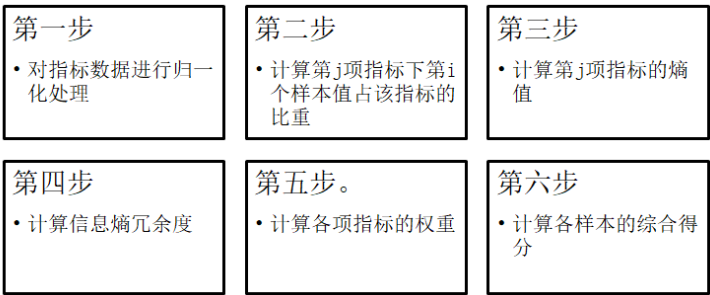 第一步
• 对指标数据进行归一
化处理
第二步
• 计算第j项指标下第i
个样本值占该指标的
比重
第三步
• 计算第j项指标的熵
值
第四步
• 计算信息熵冗余度
第五步。
• 计算各项指标的权重
第六步
• 计算各样本的综合得
分